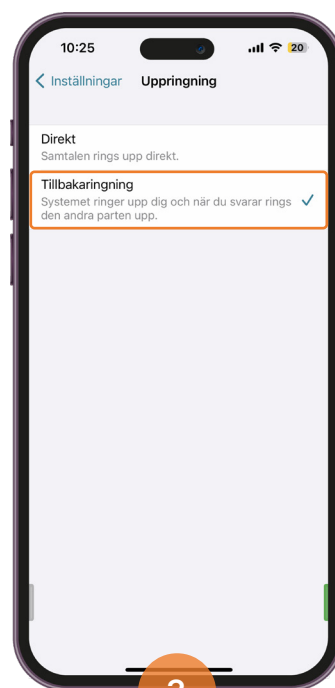 10:25
20
Inställningar Uppringning
Direkt
Samtalen rings upp direkt.
Tillbakaringning
Systemet ringer upp dig och när du svarar rings
den andra parten upp.